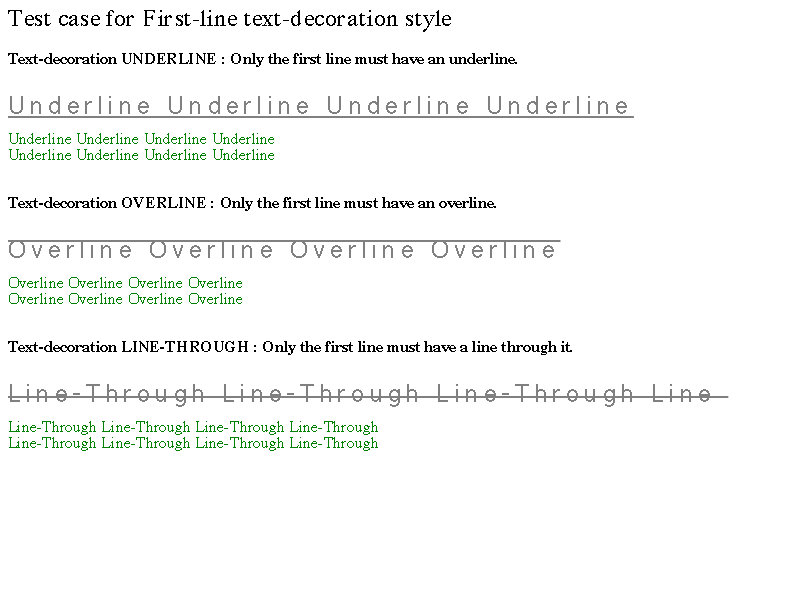 Test case for First-line text-decoration style
Text-decoration UNDERLINE : Only the first line must have an underline.
Underline Underline Underline Underline
Underline Underline Underline Underline
Underline Underline Underline Underline
Text-decoration OVERLINE : Only the first line must have an overline.
Overline Overline Overline Overline
Overline Overline Overline Overline
Overline Overline Overline Overline
Text-decoration LINE-THROUGH : Only the first line must have a line through it.
Line-Through Line-Through Line-Through Line
Line-Through Line-Through Line-Through Line-Through
Line-Through Line-Through Line-Through Line-Through